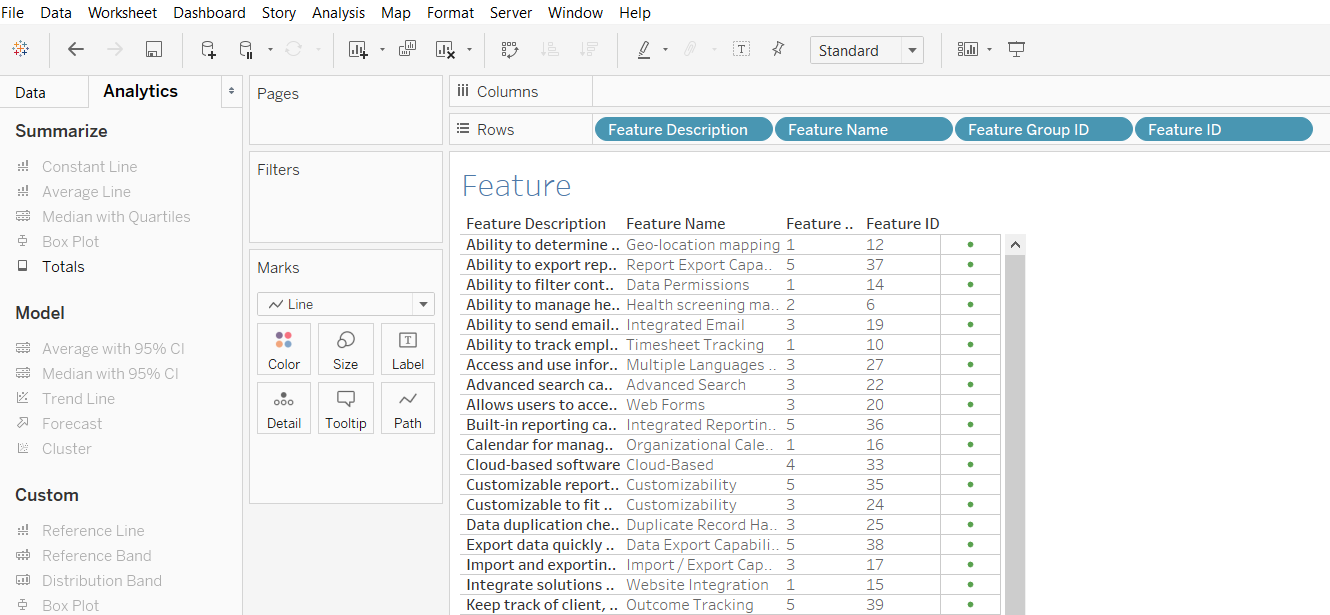 File Data Worksheet Dashboard Story Analysis Map Format Server Window Help
Standard
Data Analytics
Summarize
Constant Line
Average Line
Median with Quartiles
Box Plot
Totals
Model
Average with 95% CI
Median with 95% CI
Trend Line
Forecast
Cluster
Custom
Reference Line
Reference Band
Distribution Band
Box Plot
Pages
Filters
Marks
Line
Color Size Label
Detail Tooltip Path
Columns
Rows Feature Description Feature Name Feature Group ID Feature ID
Feature
Feature Description Feature Name Feature .. Feature ID
Ability to determine .. Geo-location mapping 1 12
Ability to export rep.. Report Export Capa.. 5 37
Ability to filter cont.. Data Permissions 1 14
Ability to manage he.. Health screening ma.. 2 6
Ability to send email.. Integrated Email 3 19
Ability to track empl.. Timesheet Tracking 1 10
Access and use infor.. Multiple Languages .. 3 27
Advanced search ca.. Advanced Search 3 22
Allows users to acce.. Web Forms 3 20
Built-in reporting ca.. Integrated Reportin.. 5 36
Calendar for manag.. Organizational Cale.. 1 16
Cloud-based software Cloud-Based 4 33
Customizable report.. Customizability 5 35
Customizable to fit .. Customizability 3 24
Data duplication che.. Duplicate Record Ha.. 3 25
Export data quickly .. Data Export Capabili.. 5 38
Import and exportin.. Import / Export Cap.. 3 17
Integrate solutions .. Website Integration 1 15
Keep track of client, .. Outcome Tracking 5 39